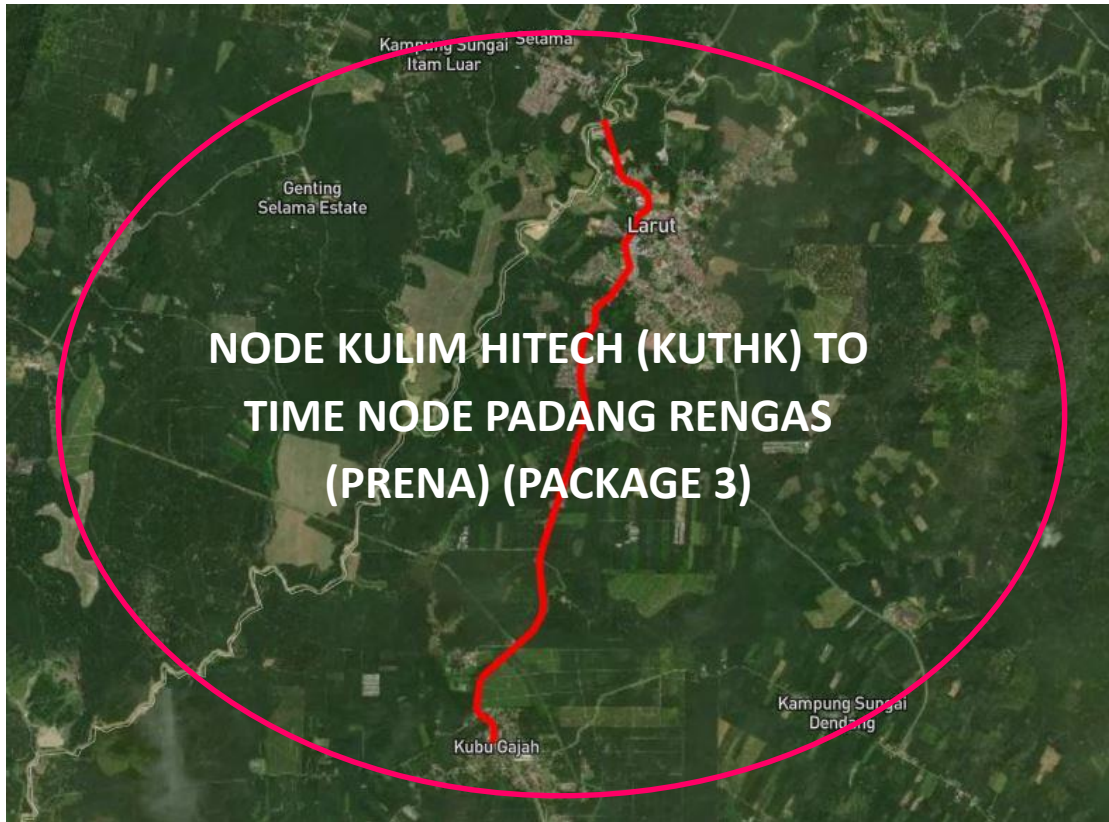 Kampung Sungai
Itam Luar
Selama
Genting
Selama Estate
Larut
NODE KULIM HITECH (KUTHK) TO
TIME NODE PADANG RENGAS
(PRENA) (PACKAGE 3)
Kampung Sungai
Dendang
Kubu Gajah